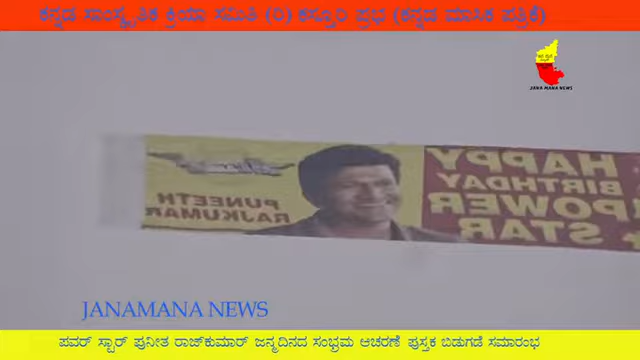 ಕನ್ನಡ ಸಾಂಸ್ಕೃತಿಕ ಕ್ರಿಯಾ ಸಮಿತಿ (ರಿ) ಕಸ್ತೂರಿ ಪ್ರಭ (ಕನ್ನಡ ಮಾಸಿಕ ಪತ್ರಿಕೆ)
JANA-MANA NEWS
HAPPY
BIRTHDAY
POWER
STAR
PUNEETH
RAJKUMAR
JANAMANA NEWS
ಪವರ್ ಸ್ಟಾರ್ ಪುನೀತ ರಾಜ್‌ಕುಮಾರ್ ಜನ್ಮದಿನದ ಸಂಭ್ರಮ ಆಚರಣೆ ಪುಸ್ತಕ ಬಿಡುಗಡೆ ಸಮಾರಂಭ